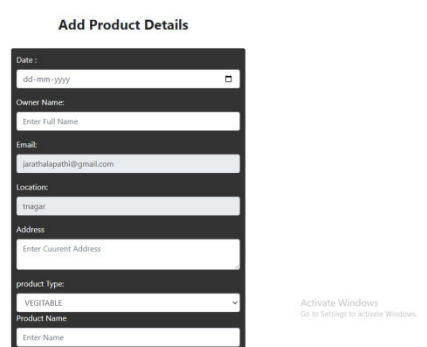 Add Product Details
Date :
dd-mm-yyyy
Owner Name:
Enter Full Name
Email:
jarathalapathi@gmail.com
Location:
tnagar
Address
Enter Cuurent Address
product Type:
VEGITABLE
Product Name
Enter Name
Activate Windows
Go to Settings to activate Windows.